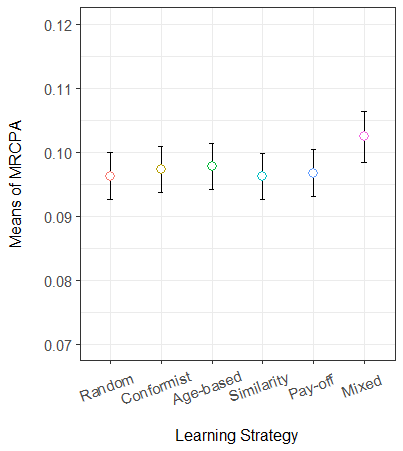 0.12
0.11
0.10
0.09
0.08
0.07
Means of MRCPA
Random
Conformist
Age-based
Similarity
Pay-off
Mixed
Learning Strategy